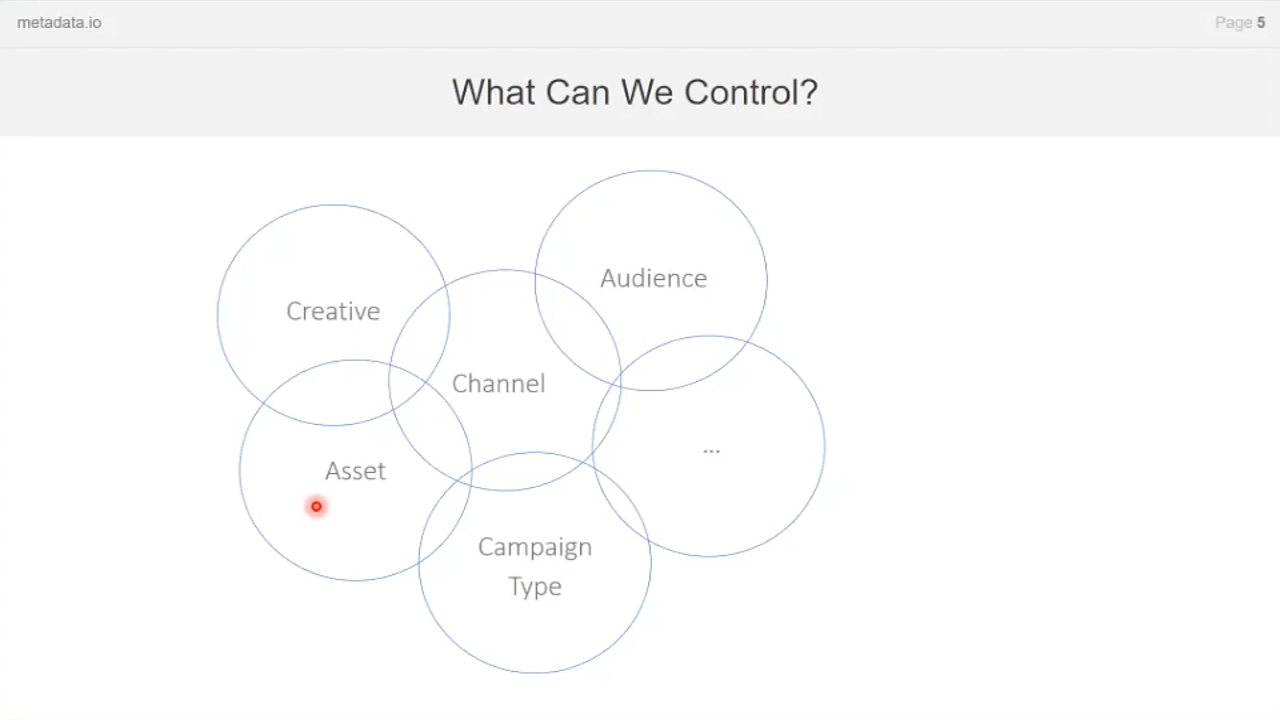 metadata.io
Page 5
What Can We Control?
Audience
Creative
Channel
...
Asset
Campaign
Type